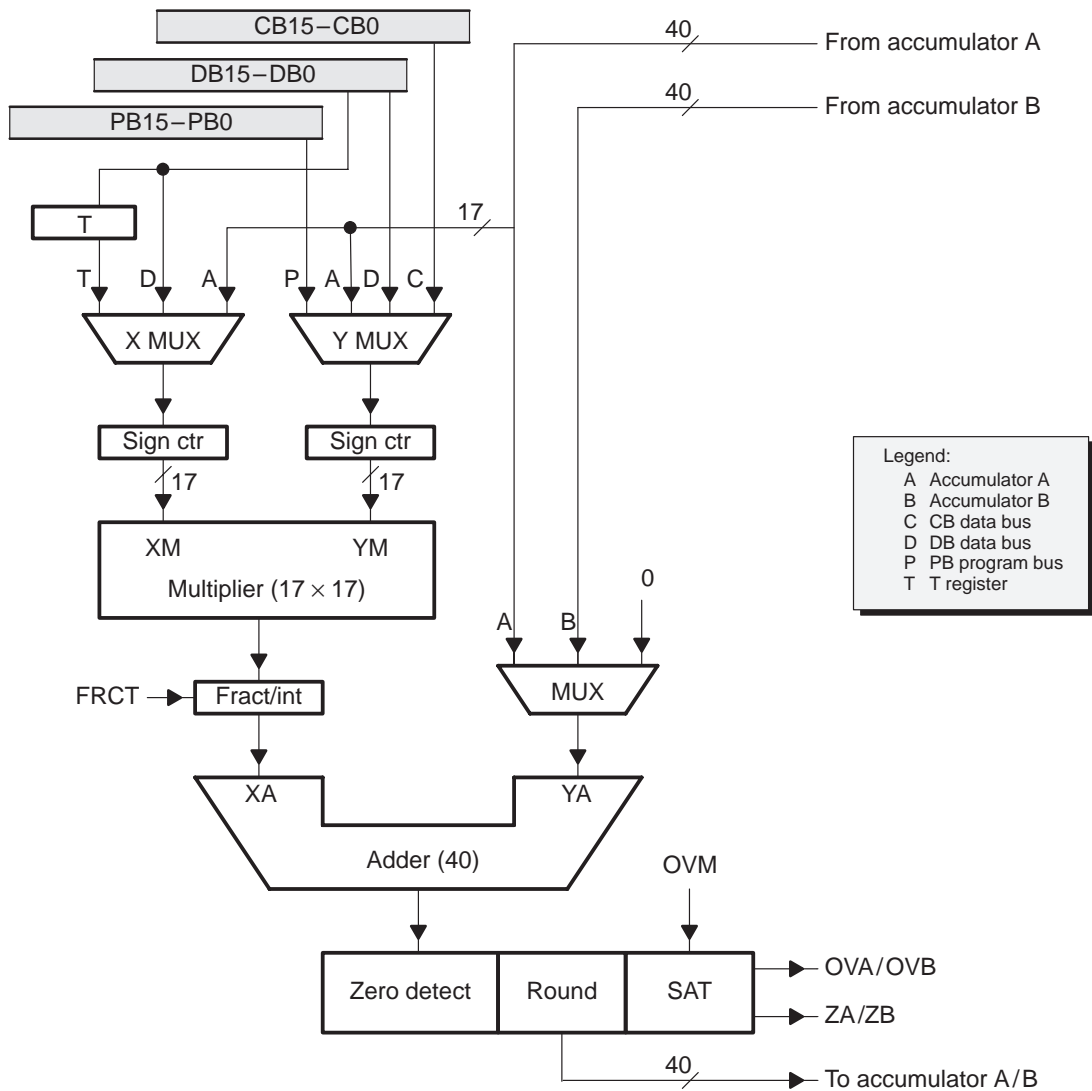 CB15–CB0
40
From accumulator A
DB15–DB0
40
From accumulator B
PB15–PB0
17
T
T
D
A
P
A
D
C
X MUX
Y MUX
Sign ctr
Sign ctr
17
17
Legend:
A Accumulator A
B Accumulator B
C CB data bus
D DB data bus
P PB program bus
T T register
XM
YM
Multiplier (17 × 17)
0
A
B
FRCT
Fract/int
MUX
XA
YA
Adder (40)
OVM
Zero detect
Round
SAT
OVA/OVB
ZA/ZB
40
To accumulator A/B